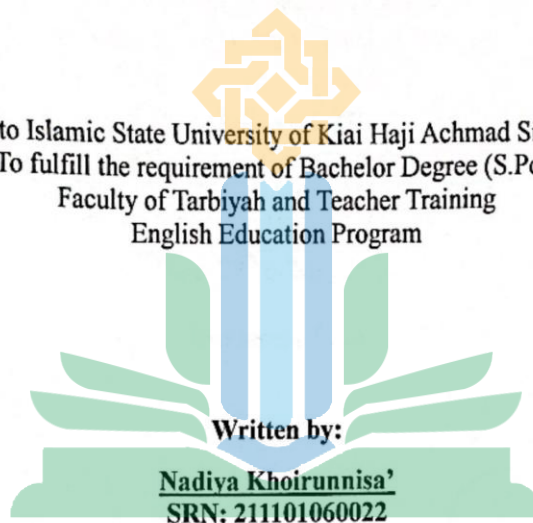 to Islamic State University of Kiai Haji Achmad
To fulfill the requirement of Bachelor Degree
Faculty of Tarbiyah and Teacher Training
English Education Program
Written by:
Nadiya Khoirunnisa’
SRN: 211101060022